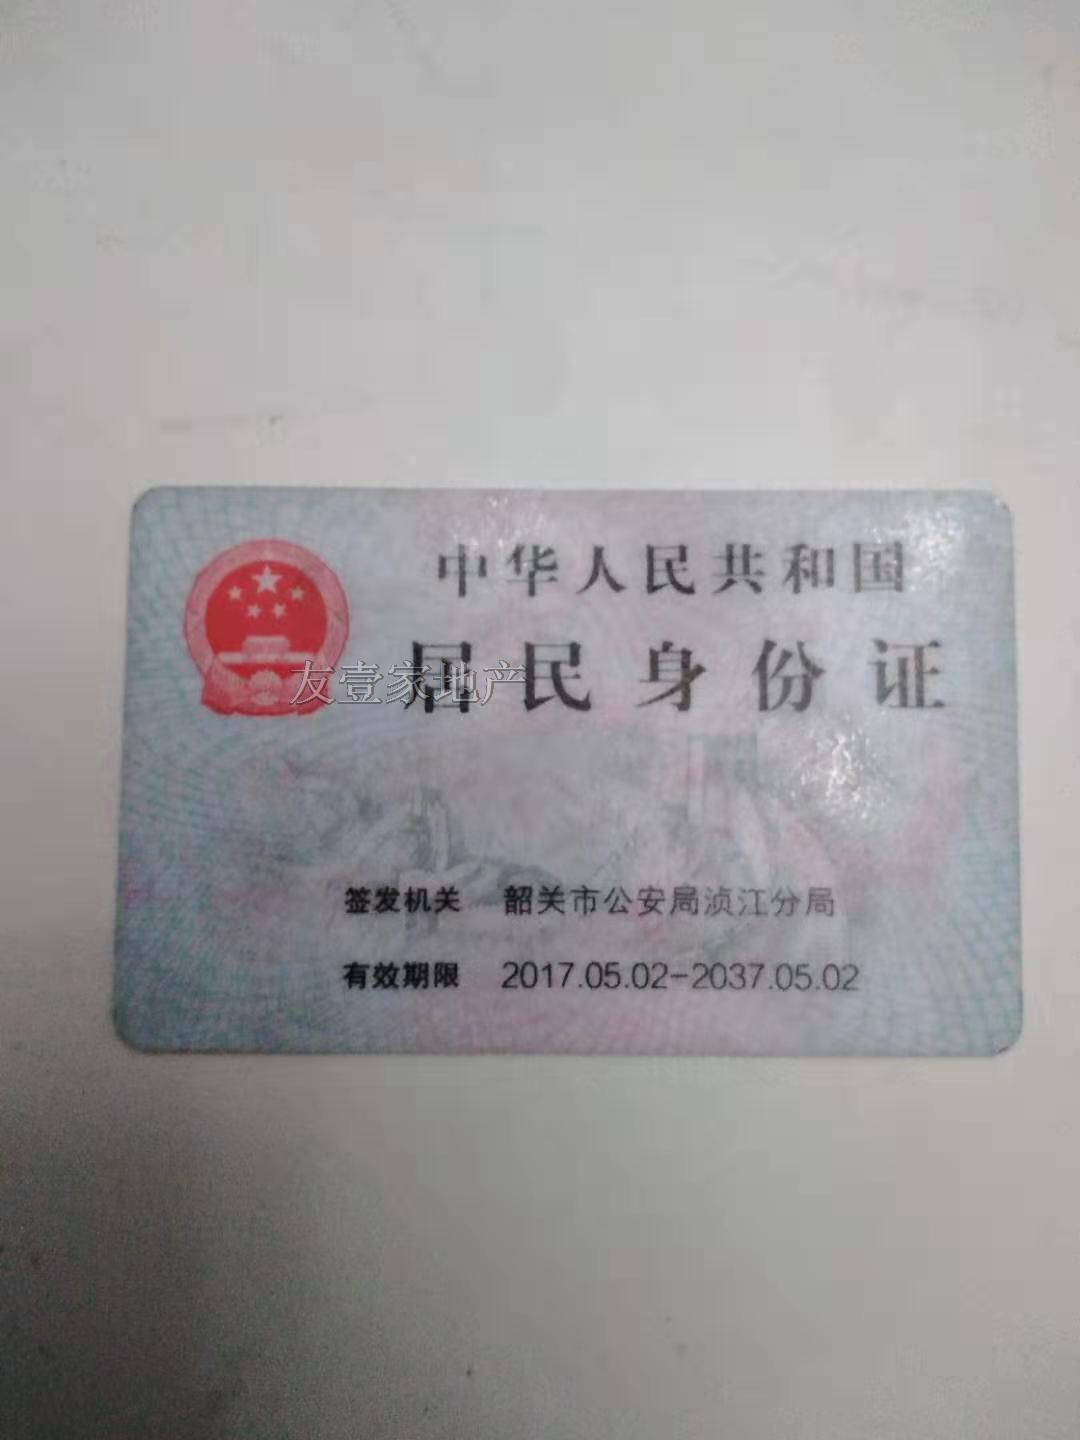 中华人民共和国
居民身份证
友壹家地产
签发机关 韶关市公安局浈江分局
有效期限 2017.05.02-2037.05.02